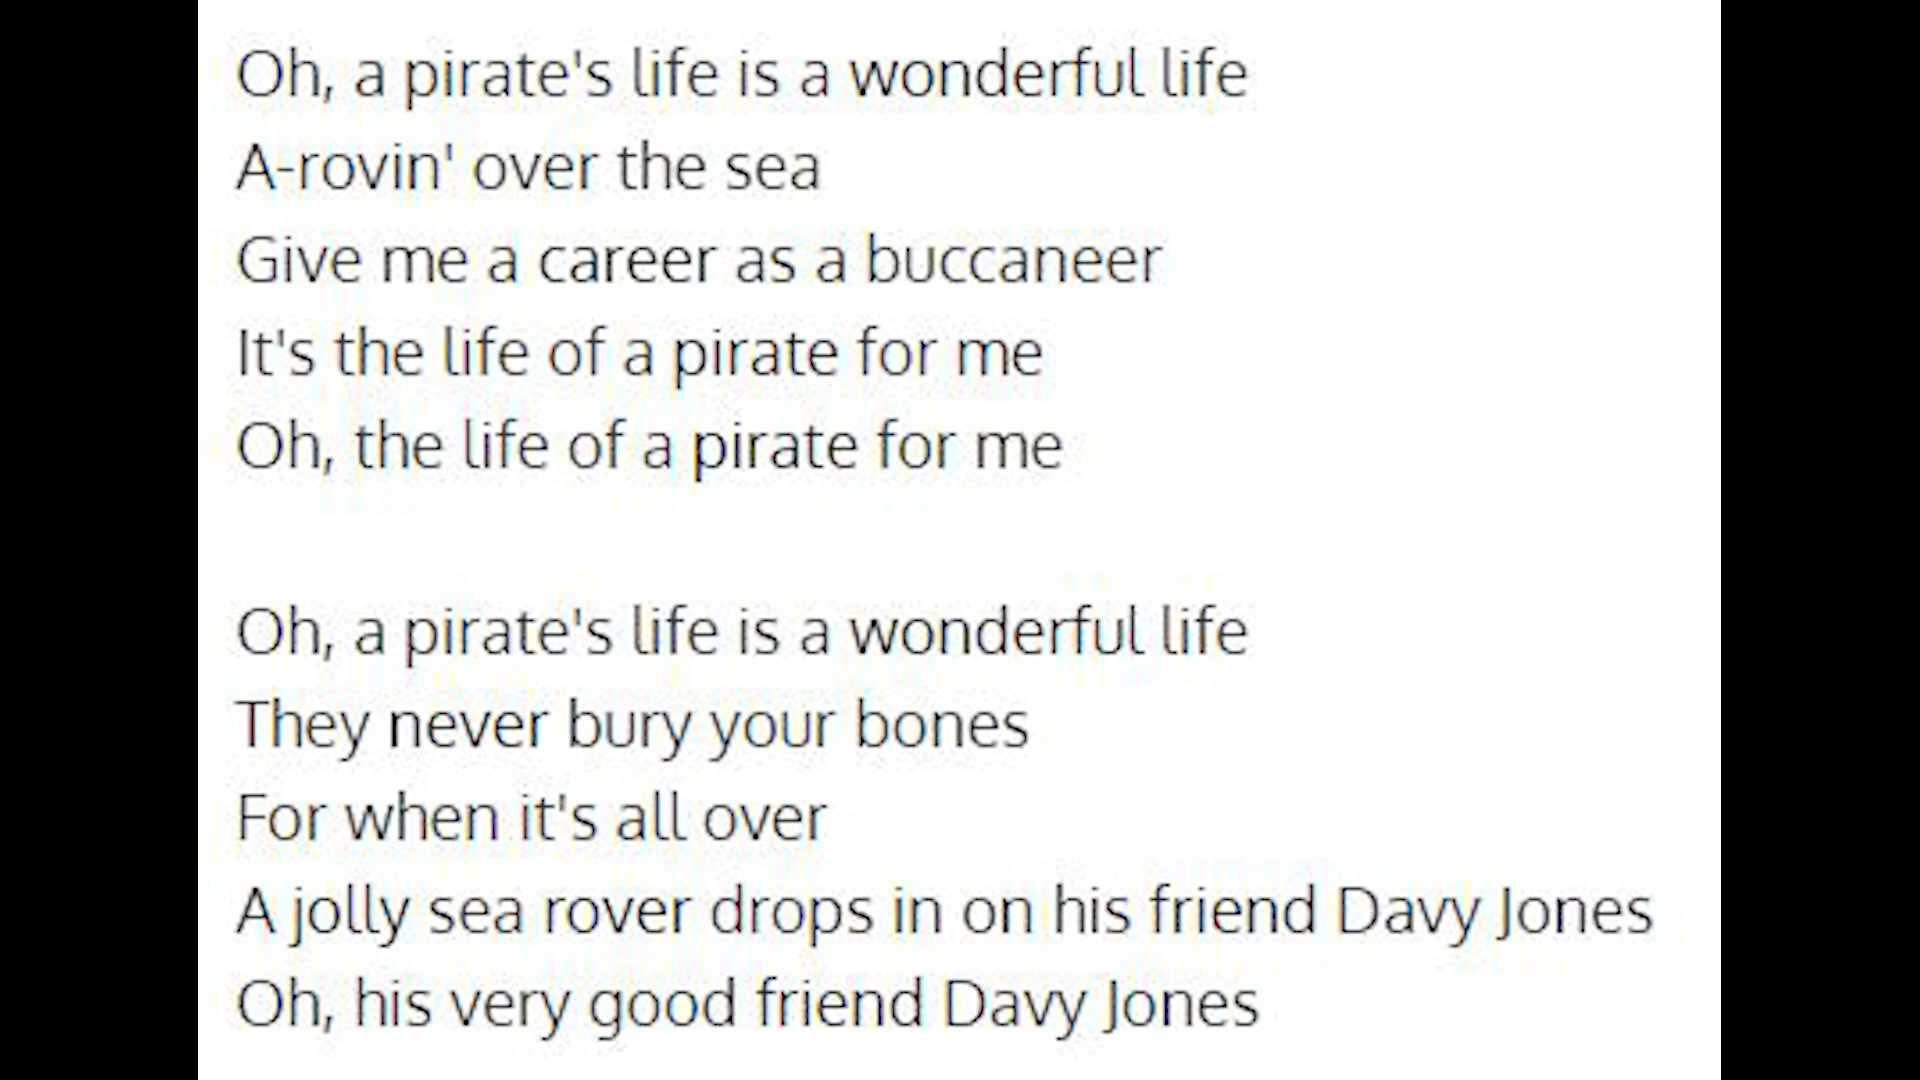 Oh, a pirate's life is a wonderful life
A-rovin' over the sea
Give me a career as a buccaneer
It's the life of a pirate for me
Oh, the life of a pirate for me
Oh, a pirate's life is a wonderful life
They never bury your bones
For when it's all over
A jolly sea rover drops in on his friend Davy Jones
Oh, his very good friend Davy Jones